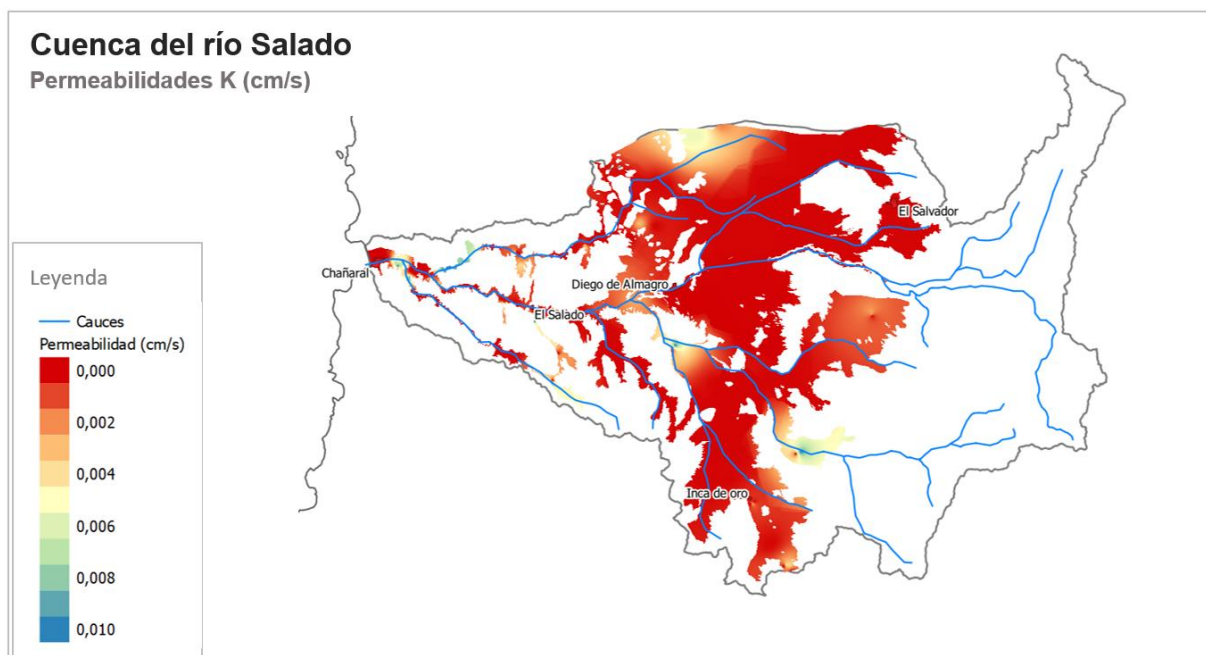 Cuenca del río Salado
Permeabilidades K (cm/s)
El Salvador
Chañaral
Diego de Almagro
El Salado
Inca de oro
Leyenda
Cauces
Permeabilidad (cm/s)
0,000
0,002
0,004
0,006
0,008
0,010